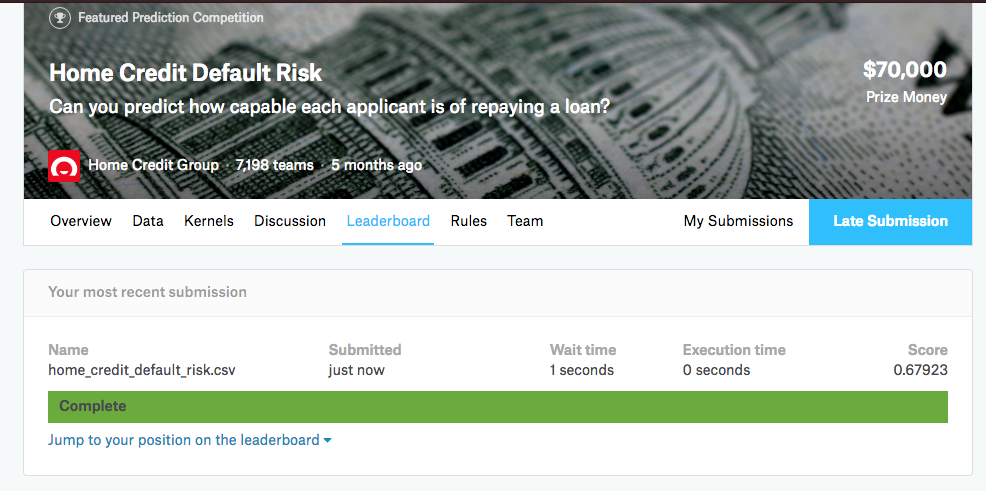 Featured Prediction Competition
Home Credit Default Risk
$70,000
Can you predict how capable each applicant is of repaying a loan?
Prize Money
Home Credit Group · 7,198 teams · 5 months ago
Overview Data Kernels Discussion Leaderboard Rules Team My Submissions Late Submission
Your most recent submission
Name Submitted Wait time Execution time Score
home_credit_default_risk.csv just now 1 seconds 0 seconds 0.67923
Complete
Jump to your position on the leaderboard